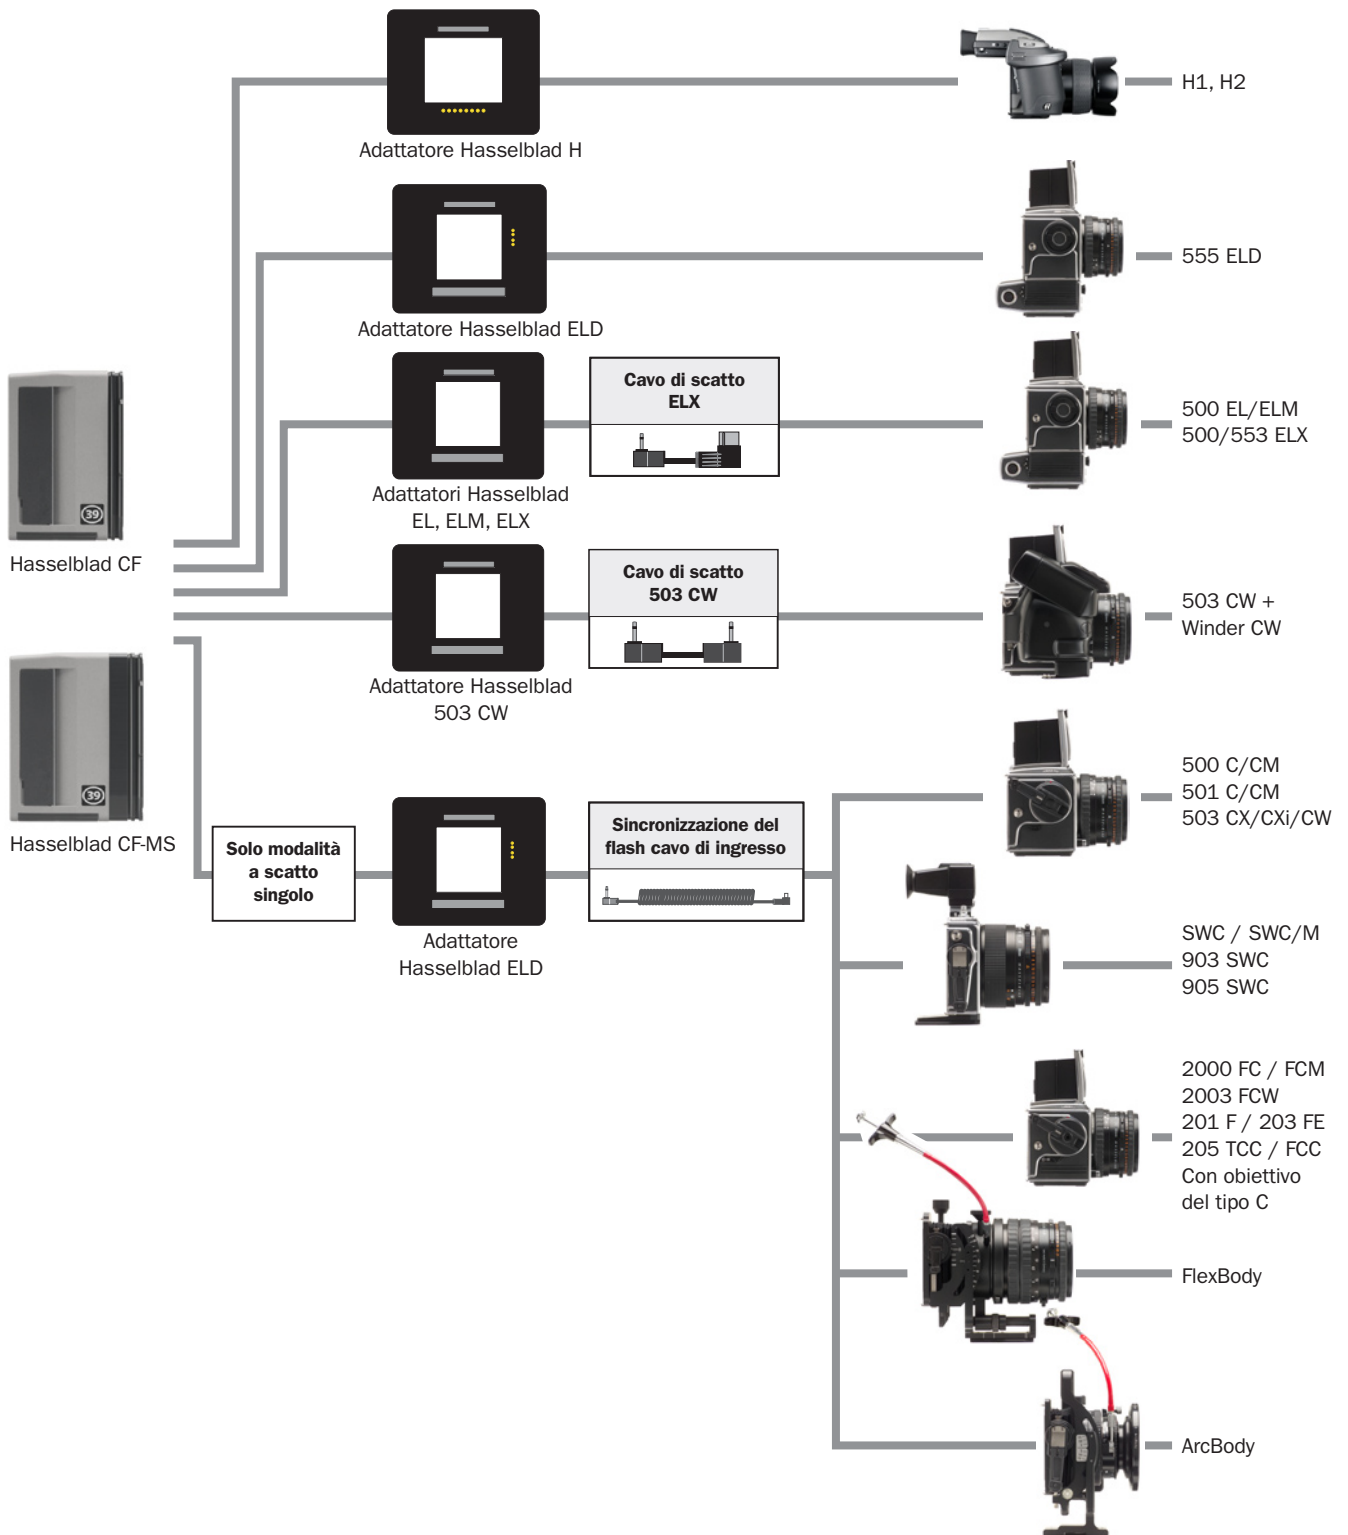 H1, H2
Adattatore Hasselblad H
555 ELD
Adattatore Hasselblad ELD
Cavo di scatto
ELX
500 EL/ELM
500/553 ELX
Adattatori Hasselblad
EL, ELM, ELX
39
Hasselblad CF
Cavo di scatto
503 CW
503 CW +
Winder CW
Adattatore Hasselblad
503 CW
39
Hasselblad CF-MS
500 C/CM
501 C/CM
503 CX/CXi/CW
Solo modalità
a scatto
singolo
Sincronizzazione del
flash cavo di ingresso
Adattatore
Hasselblad ELD
SWC / SWC/M
903 SWC
905 SWC
2000 FC / FCM
2003 FCW
201 F / 203 FE
205 TCC / FCC
Con obiettivo
del tipo C
FlexBody
ArcBody